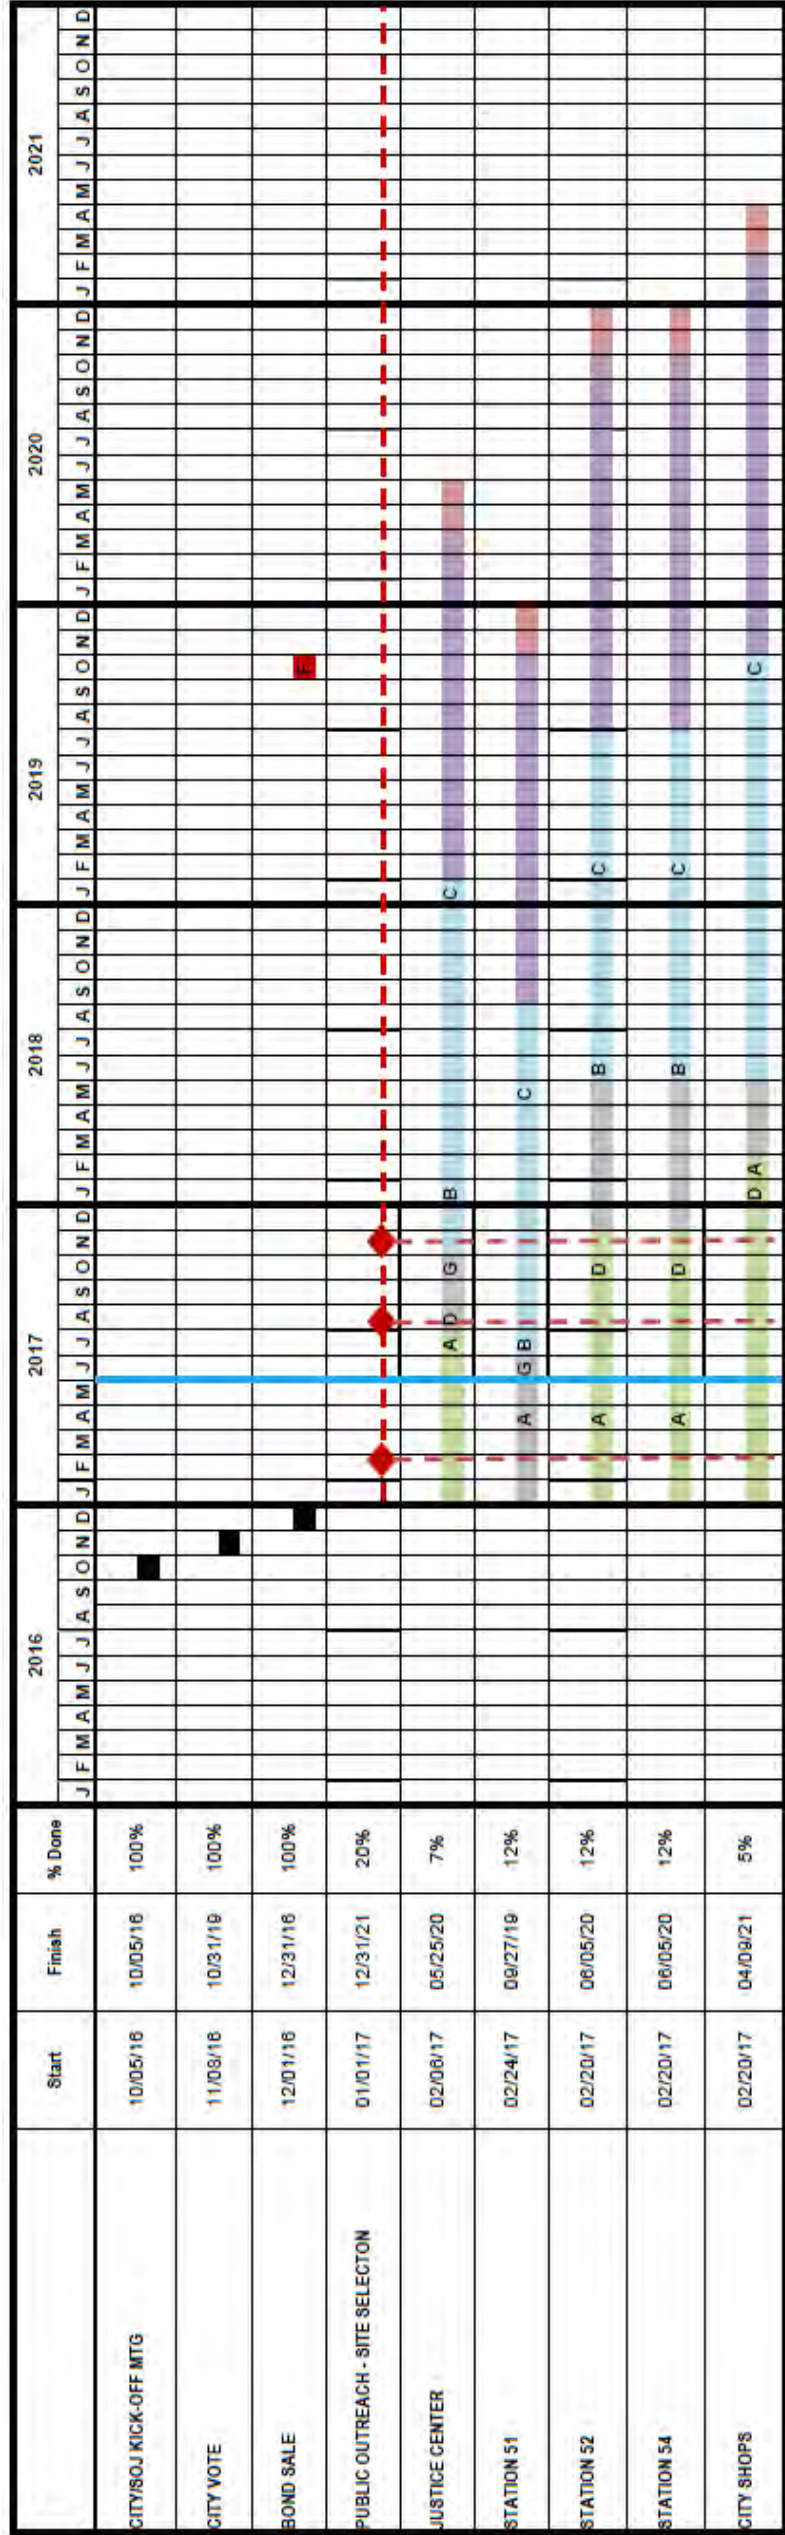 Start Finish % Done 2016 2017 2018 2019 2020 2021
J F M A M J J A S O N D J F M A M J J A S O N D J F M A M J J A S O N D J F M A M J J A S O N D J F M A M J J A S O N D J F M A M J J A S O N D
CITY/SOJ KICK-OFF MTG 10/05/16 10/05/16 100%
CITY VOTE 11/08/16 10/31/19 100%
BOND SALE 12/01/16 12/31/16 100% F
PUBLIC OUTREACH - SITE SELECTON 01/01/17 12/31/21 20%
JUSTICE CENTER 02/06/17 05/25/20 7% A D G B C
STATION 51 02/24/17 09/27/19 12% A G B C
STATION 52 02/20/17 06/05/20 12% A D B C
STATION 54 02/20/17 06/05/20 12% A D B C
CITY SHOPS 02/20/17 04/09/21 5% D A C